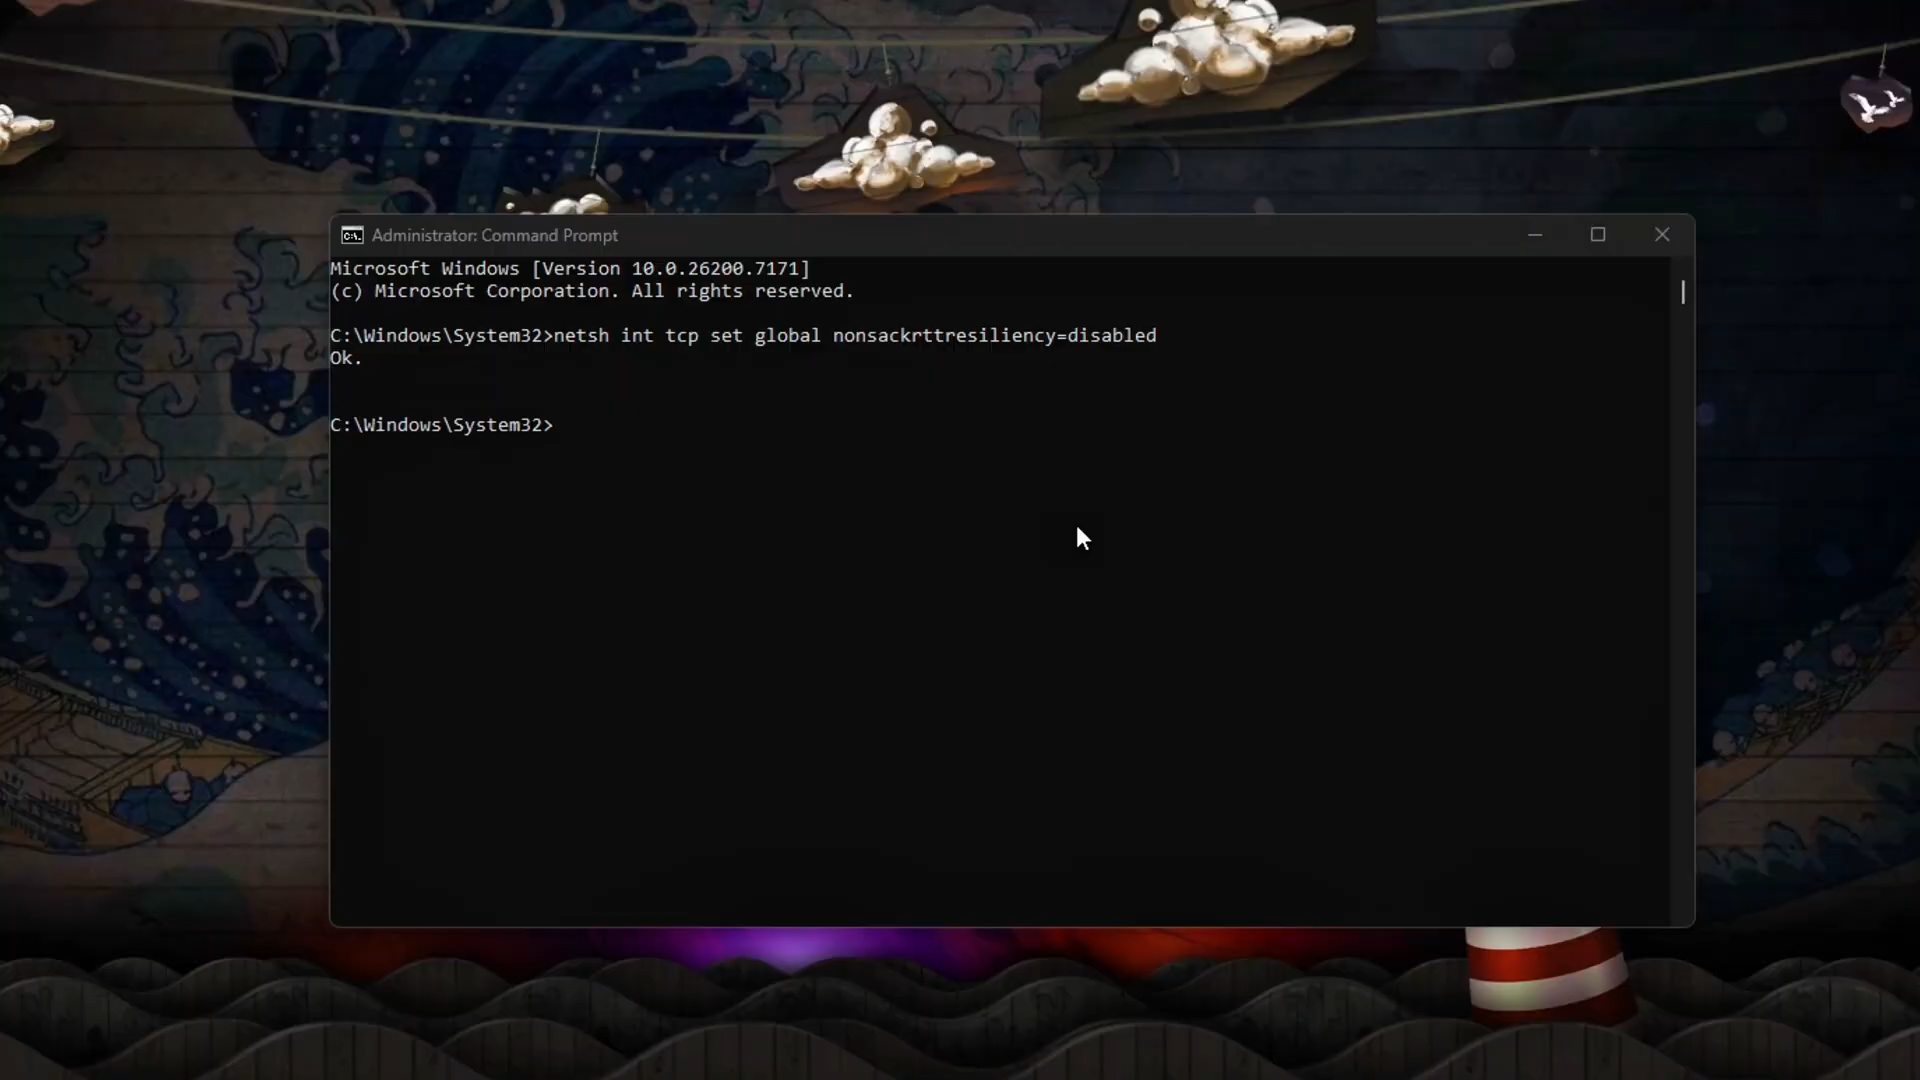 Administrator: Command Prompt
Microsoft Windows [Version 10.0.26200.7171]
(c) Microsoft Corporation. All rights reserved.
C:\Windows\System32>netsh int tcp set global nonsackrttresiliency=disabled
Ok.
C:\Windows\System32>